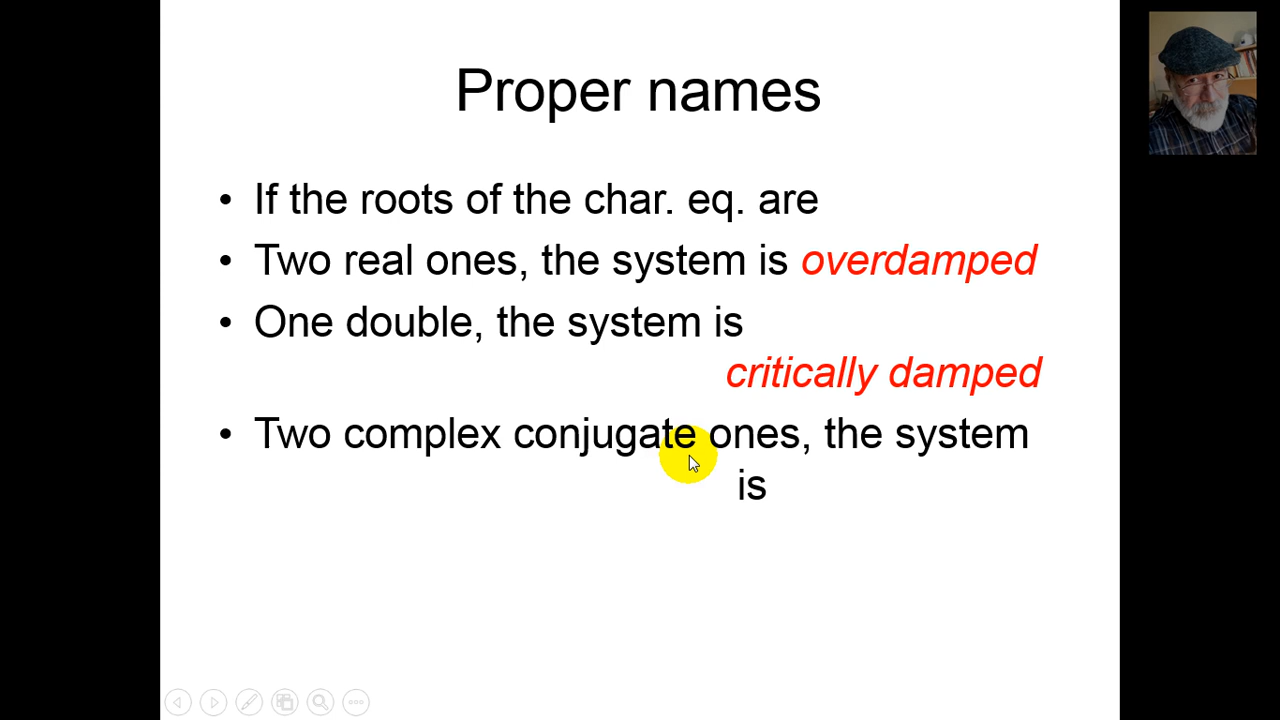 Proper names
• If the roots of the char. eq. are
• Two real ones, the system is overdamped
• One double, the system is
critically damped
• Two complex conjugate ones, the system
is